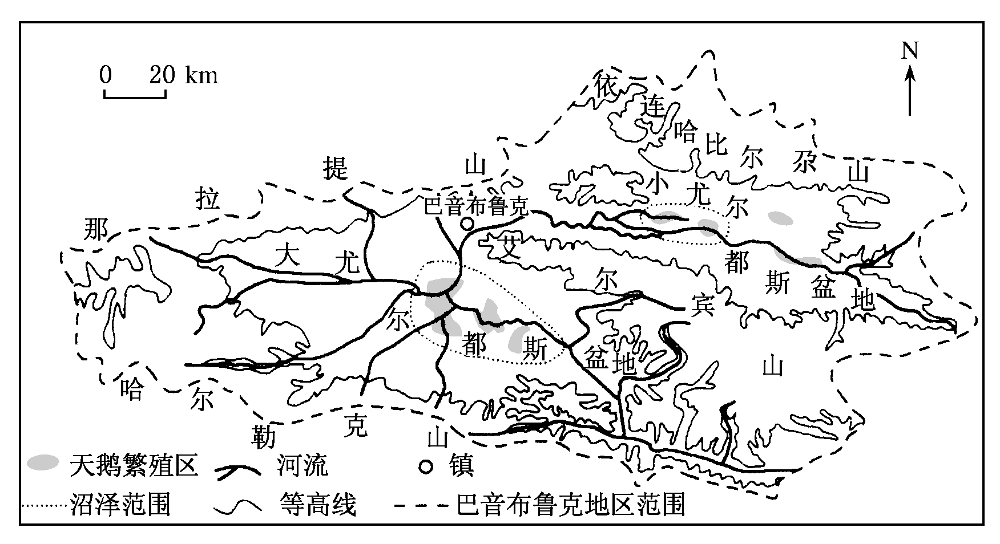 0 20 km
N
依连哈比尔尕山
那拉提山
巴音布鲁克
小尤尔都斯盆地
大尤尔都斯盆地
艾尔宾山
哈尔勒克山
天鹅繁殖区 河流 镇
沼泽范围 等高线 巴音布鲁克地区范围